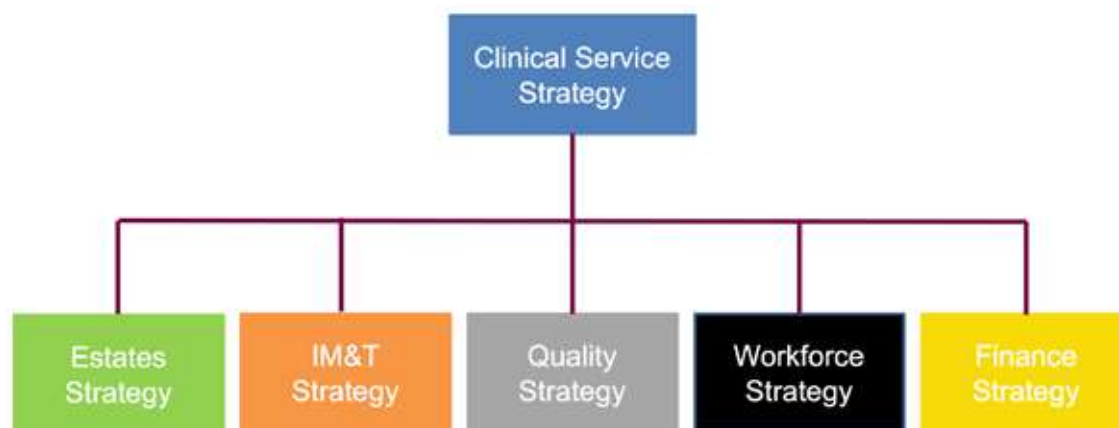 Clinical Service
Strategy
Estates
Strategy
IM&T
Strategy
Quality
Strategy
Workforce
Strategy
Finance
Strategy